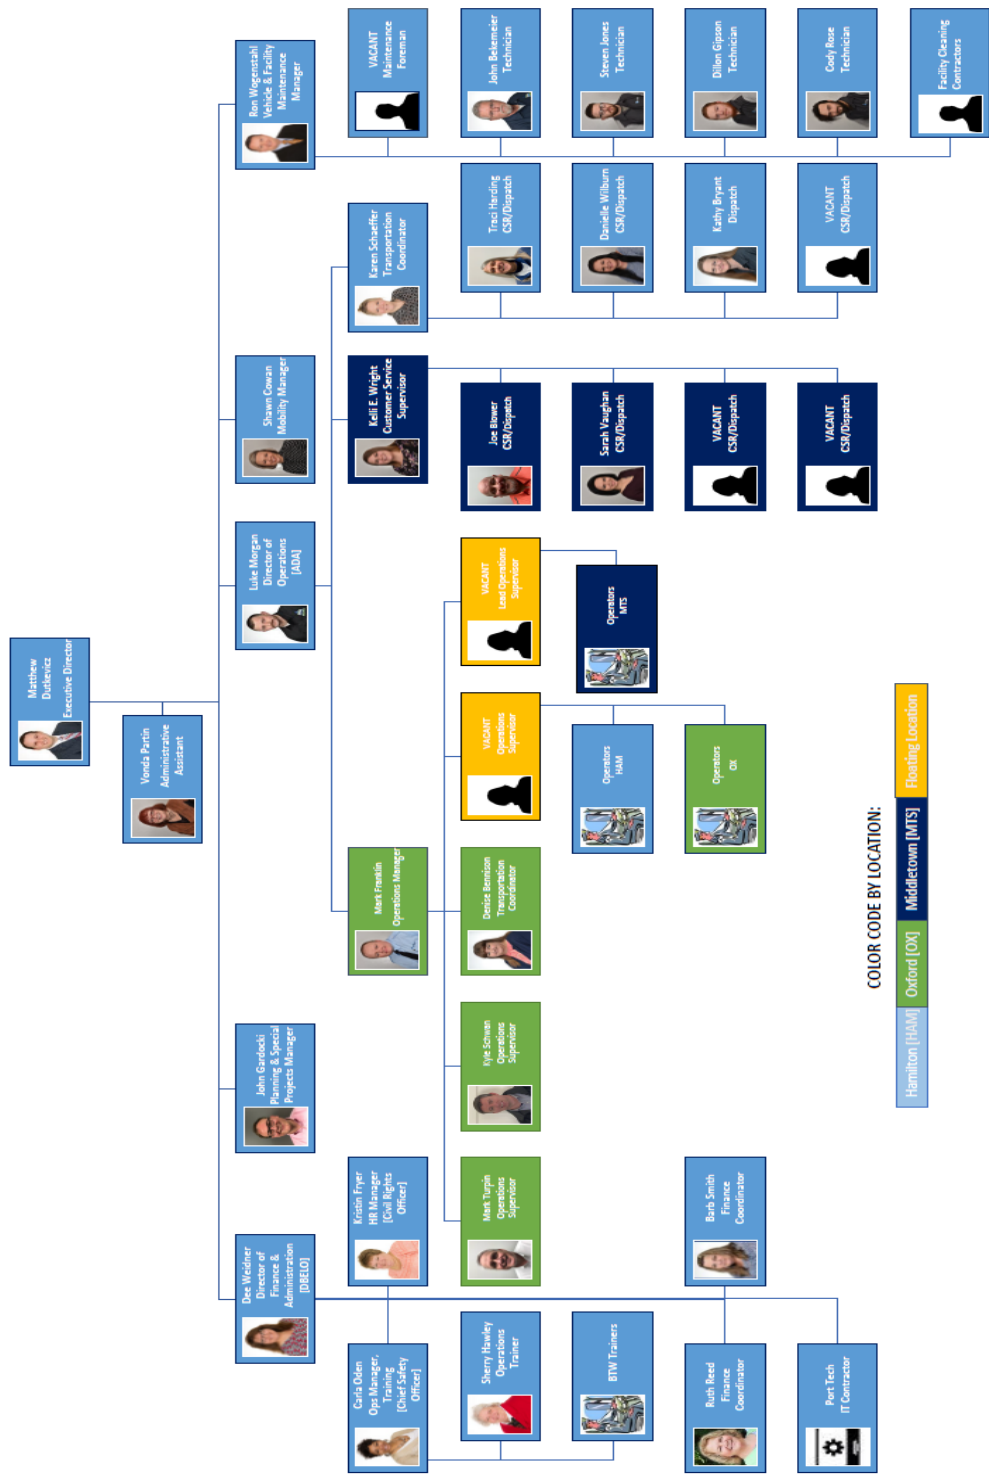 Matthew
Dutkevicz
Executive Director
Vonda Partin
Administrative
Assistant
Dee Weidner
Director of
Finance &
Administration
[DBELO]
John Gardocki
Planning & Special
Projects Manager
Luke Morgan
Director of
Operations
[ADA]
Shawn Cowan
Mobility Manager
Ron Wogenstahl
Vehicle & Facility
Maintenance
Manager
Carla Oden
Ops Manager,
Training
[Chief Safety
Officer]
Kristin Fryer
HR Manager
[Civil Rights
Officer]
Mark Franklin
Operations Manager
Kelli E. Wright
Customer Service
Supervisor
Karen Schaeffer
Transportation
Coordinator
VACANT
Maintenance
Foreman
Sherry Hawley
Operations
Trainer
Mark Turpin
Operations
Supervisor
Kyle Schwan
Operations
Supervisor
Denise Bennison
Transportation
Coordinator
VACANT
Operations
Supervisor
VACANT
Lead Operations
Supervisor
Joe Blower
CSR/Dispatch
Traci Harding
CSR/Dispatch
John Bekemeier
Technician
BTW Trainers
Operators
HAM
Operators
MTS
Sarah Vaughan
CSR/Dispatch
Danielle Wilburn
CSR/Dispatch
Steven Jones
Technician
Ruth Reed
Finance
Coordinator
Barb Smith
Finance
Coordinator
Operators
OX
VACANT
CSR/Dispatch
Kathy Bryant
Dispatch
Dillon Gipson
Technician
Port Tech
IT Contractor
VACANT
CSR/Dispatch
VACANT
CSR/Dispatch
Cody Rose
Technician
Facility Cleaning
Contractors
COLOR CODE BY LOCATION:
Hamilton [HAM]
Oxford [OX]
Middletown [MTS]
Floating Location